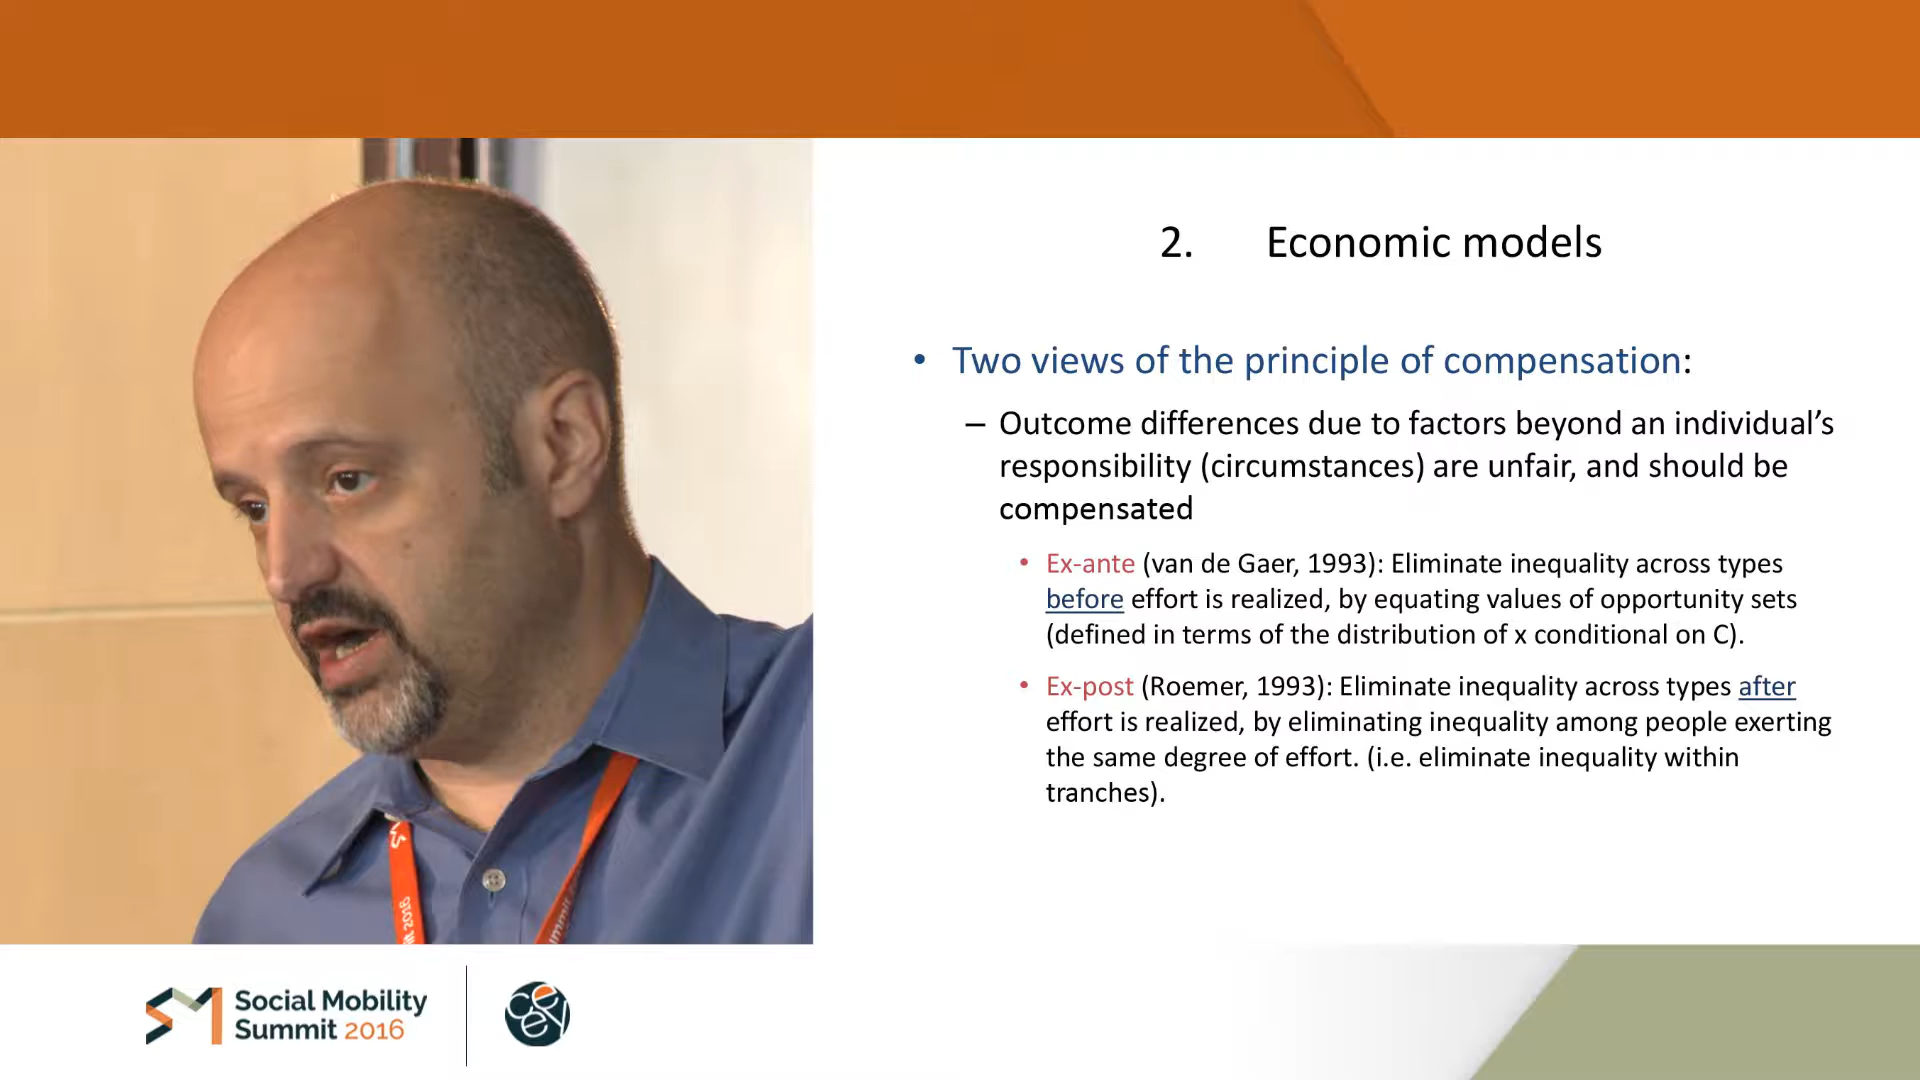 2. Economic models
• Two views of the principle of compensation:
– Outcome differences due to factors beyond an individual’s
responsibility (circumstances) are unfair, and should be
compensated
• Ex-ante (van de Gaer, 1993): Eliminate inequality across types
before effort is realized, by equating values of opportunity sets
(defined in terms of the distribution of x conditional on C).
• Ex-post (Roemer, 1993): Eliminate inequality across types after
effort is realized, by eliminating inequality among people exerting
the same degree of effort. (i.e. eliminate inequality within
tranches).
2016
Social Mobility
Summit 2016
ceey